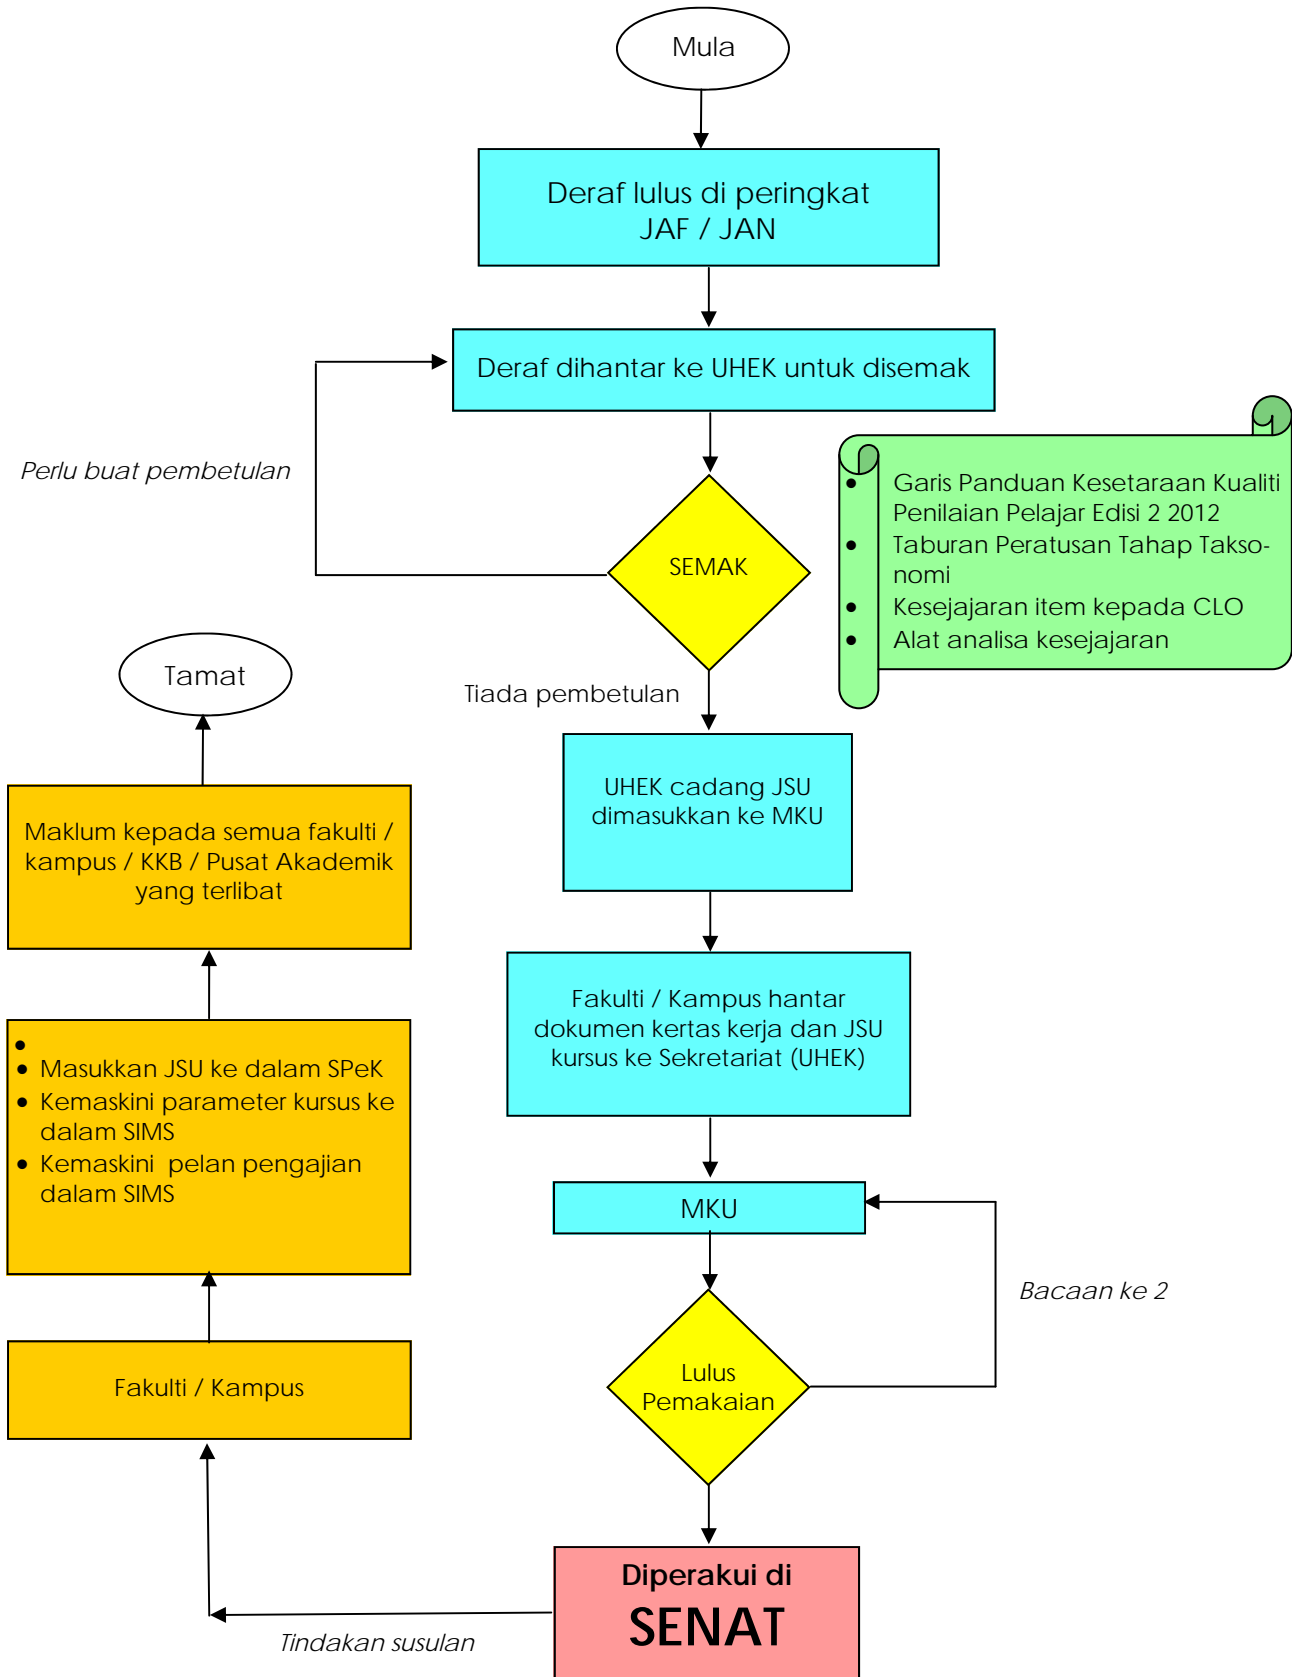 Mula
Deraf lulus di peringkat
JAF / JAN
Deraf dihantar ke UHEK untuk disemak
Perlu buat pembetulan
SEMAK
• Garis Panduan Kesetaraan Kualiti
Penilaian Pelajar Edisi 2 2012
• Taburan Peratusan Tahap Takso-
nomi
• Kesejajaran item kepada CLO
• Alat analisa kesejajaran
Tiada pembetulan
UHEK cadang JSU
dimasukkan ke MKU
Fakulti / Kampus hantar
dokumen kertas kerja dan JSU
kursus ke Sekretariat (UHEK)
MKU
Bacaan ke 2
Lulus
Pemakaian
Diperakui di
SENAT
Tindakan susulan
Fakulti / Kampus
•
• Masukkan JSU ke dalam SPeK
• Kemaskini parameter kursus ke
dalam SIMS
• Kemaskini  pelan pengajian
dalam SIMS
Maklum kepada semua fakulti /
kampus / KKB / Pusat Akademik
yang terlibat
Tamat